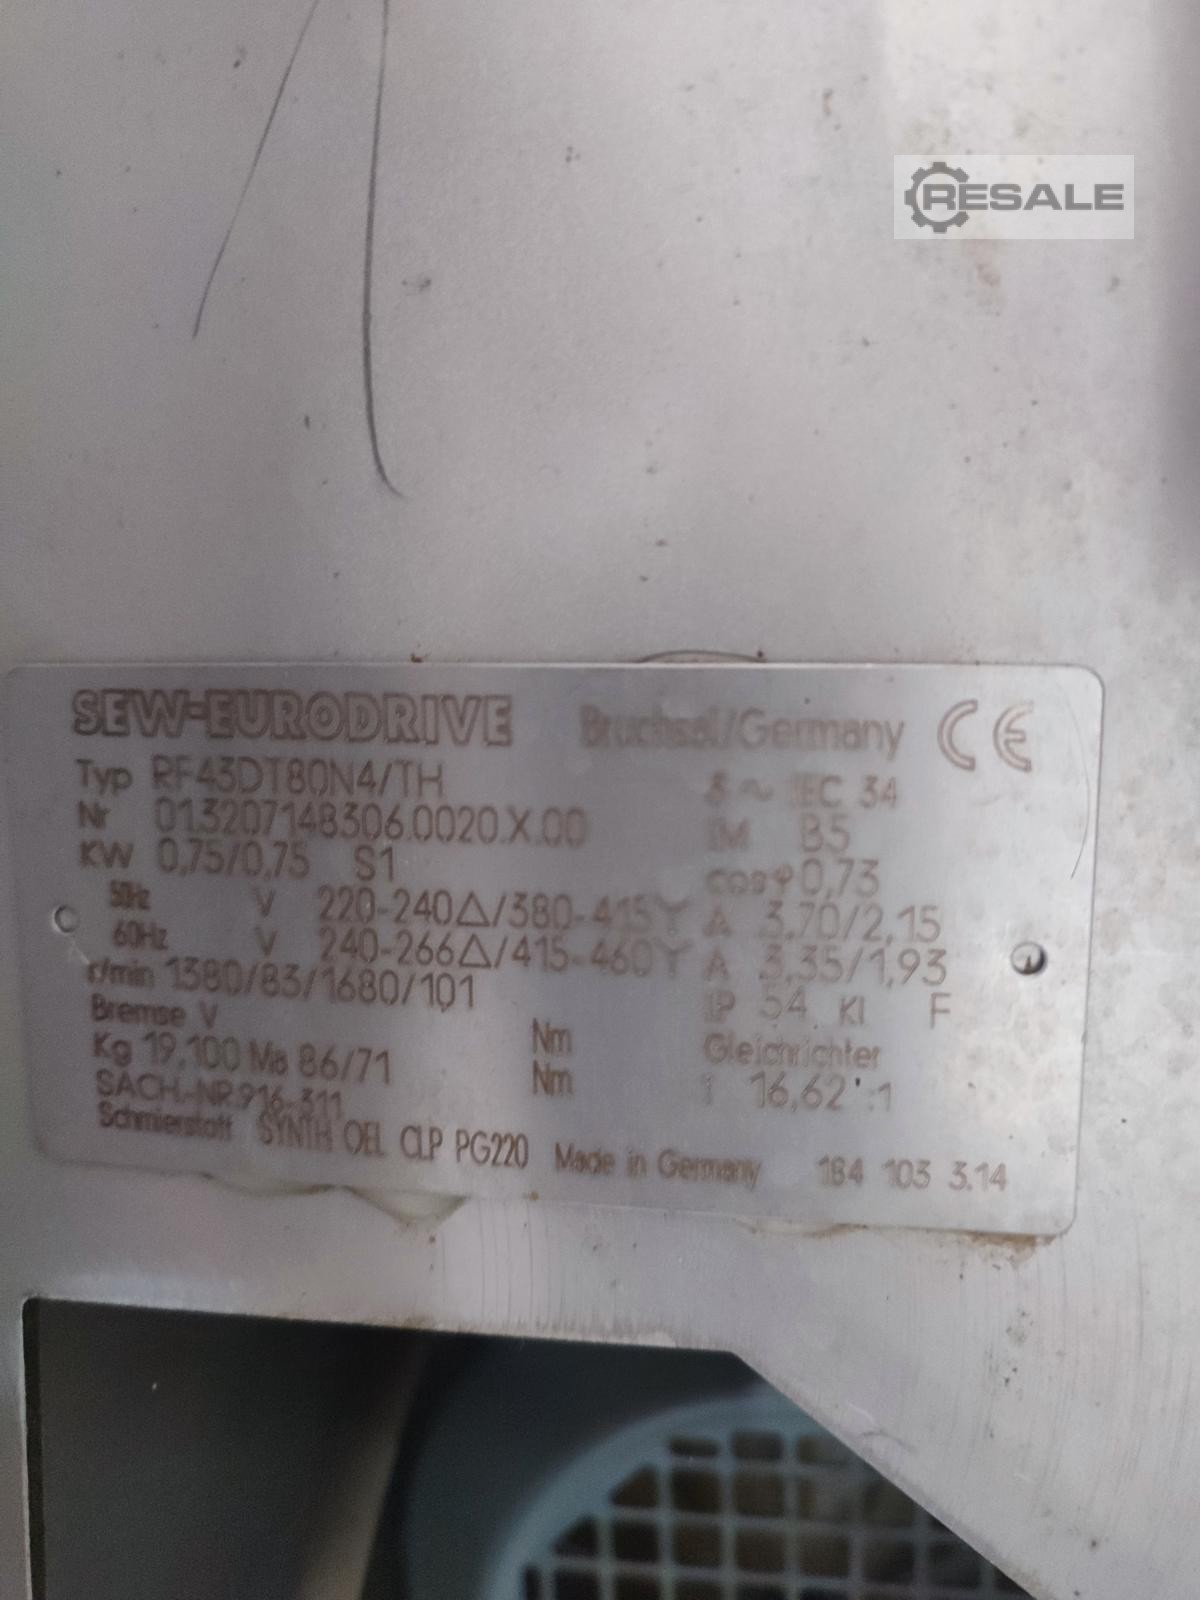 RESALE
SEW-EURODRIVE Bruchsal/Germany CE
Typ RF43DT80N4/TH 3 ~ IEC 34
Nr 01.3207148306.0020.X.00 IM B5
KW 0,75/0,75 S1 cosφ 0,73
50Hz V 220-240△/380-415Y A 3,70/2,15
60Hz V 240-266△/415-460Y A 3,35/1,93
r/min 1380/83/1680/101 IP 54 Kl F
Bremse V Nm Gleichrichter
Kg 19,100 Ma 86/71 Nm i 16,62 :1
SACH.-NR.916-311
Schmierstoff SYNTH OEL CLP PG220 Made in Germany 184 103 3.14